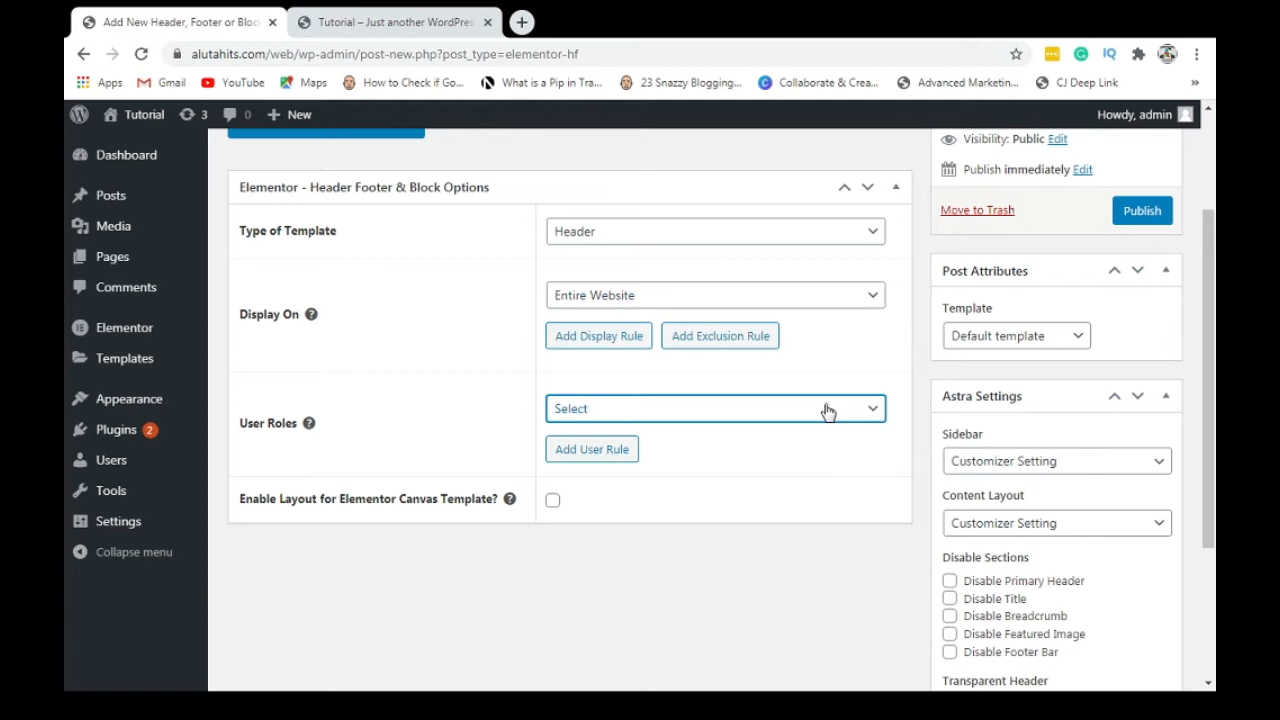 Add New Header, Footer or Bloc
Tutorial – Just another WordPres
alutahits.com/web/wp-admin/post-new.php?post_type=elementor-hf
Apps
Gmail
YouTube
Maps
How to Check if Go...
What is a Pip in Tra...
23 Snazzy Blogging...
Collaborate & Crea...
Advanced Marketin...
CJ Deep Link
»
Tutorial
3
0
New
Howdy, admin
Dashboard
Posts
Media
Pages
Comments
Elementor
Templates
Appearance
Plugins 2
Users
Tools
Settings
Collapse menu
Elementor - Header Footer & Block Options
Type of Template
Header
Display On ?
Entire Website
Add Display Rule
Add Exclusion Rule
User Roles ?
Select
Add User Rule
Enable Layout for Elementor Canvas Template? ?
Visibility: Public Edit
Publish immediately Edit
Move to Trash
Publish
Post Attributes
Template
Default template
Astra Settings
Sidebar
Customizer Setting
Content Layout
Customizer Setting
Disable Sections
Disable Primary Header
Disable Title
Disable Breadcrumb
Disable Featured Image
Disable Footer Bar
Transparent Header